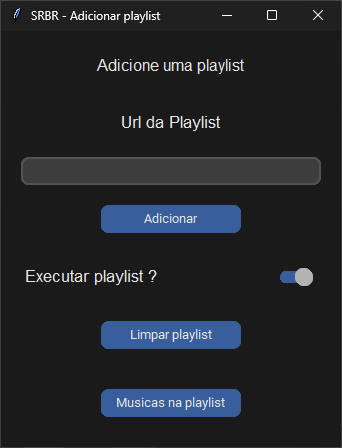 SRBR - Adicionar playlist
Adicione uma playlist
Url da Playlist
Adicionar
Executar playlist ?
Limpar playlist
Musicas na playlist